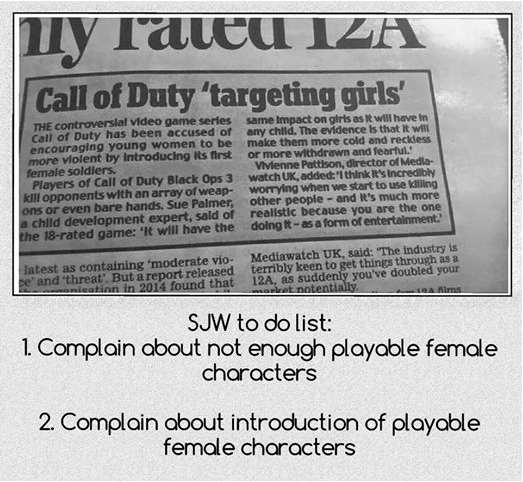 nly rated 12A
Call of Duty 'targeting girls'
THE controversial video game series
Call of Duty has been accused of
encouraging young women to be
more violent by introducing its first
female soldiers.
Players of Call of Duty Black Ops 3
kill opponents with an array of weap-
ons or even bare hands. Sue Palmer,
a child development expert, said of
the 18-rated game: 'It will have the
same impact on girls as it will have in
any child. The evidence is that it will
make them more cold and reckless
or more withdrawn and fearful.'
Vivienne Pattison, director of Media-
watch UK, added: 'I think it's incredibly
worrying when we start to use killing
other people – and it's much more
realistic because you are the one
doing it – as a form of entertainment.'
latest as containing 'moderate vio-
ce' and 'threat'. But a report released
organisation in 2014 found that
Mediawatch UK, said: "The industry is
terribly keen to get things through as a
12A, as suddenly you've doubled your
market potentially.
12A films
SJW to do list:
1. Complain about not enough playable female
characters
2. Complain about introduction of playable
female characters